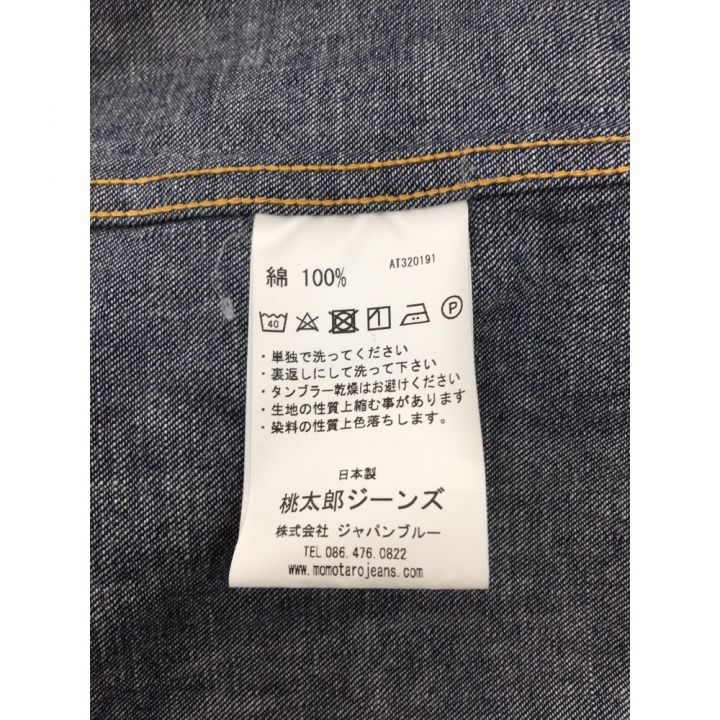 綿 100%
AT320191
40 P
・単独で洗ってください
・裏返しにして洗って下さい
・タンブラー乾燥はお避けください
・生地の性質上縮む事があります
・染料の性質上色落ちします。
日本製
桃太郎ジーンズ
株式会社 ジャパンブルー
TEL 086.476.0822
www.momotarojeans.com